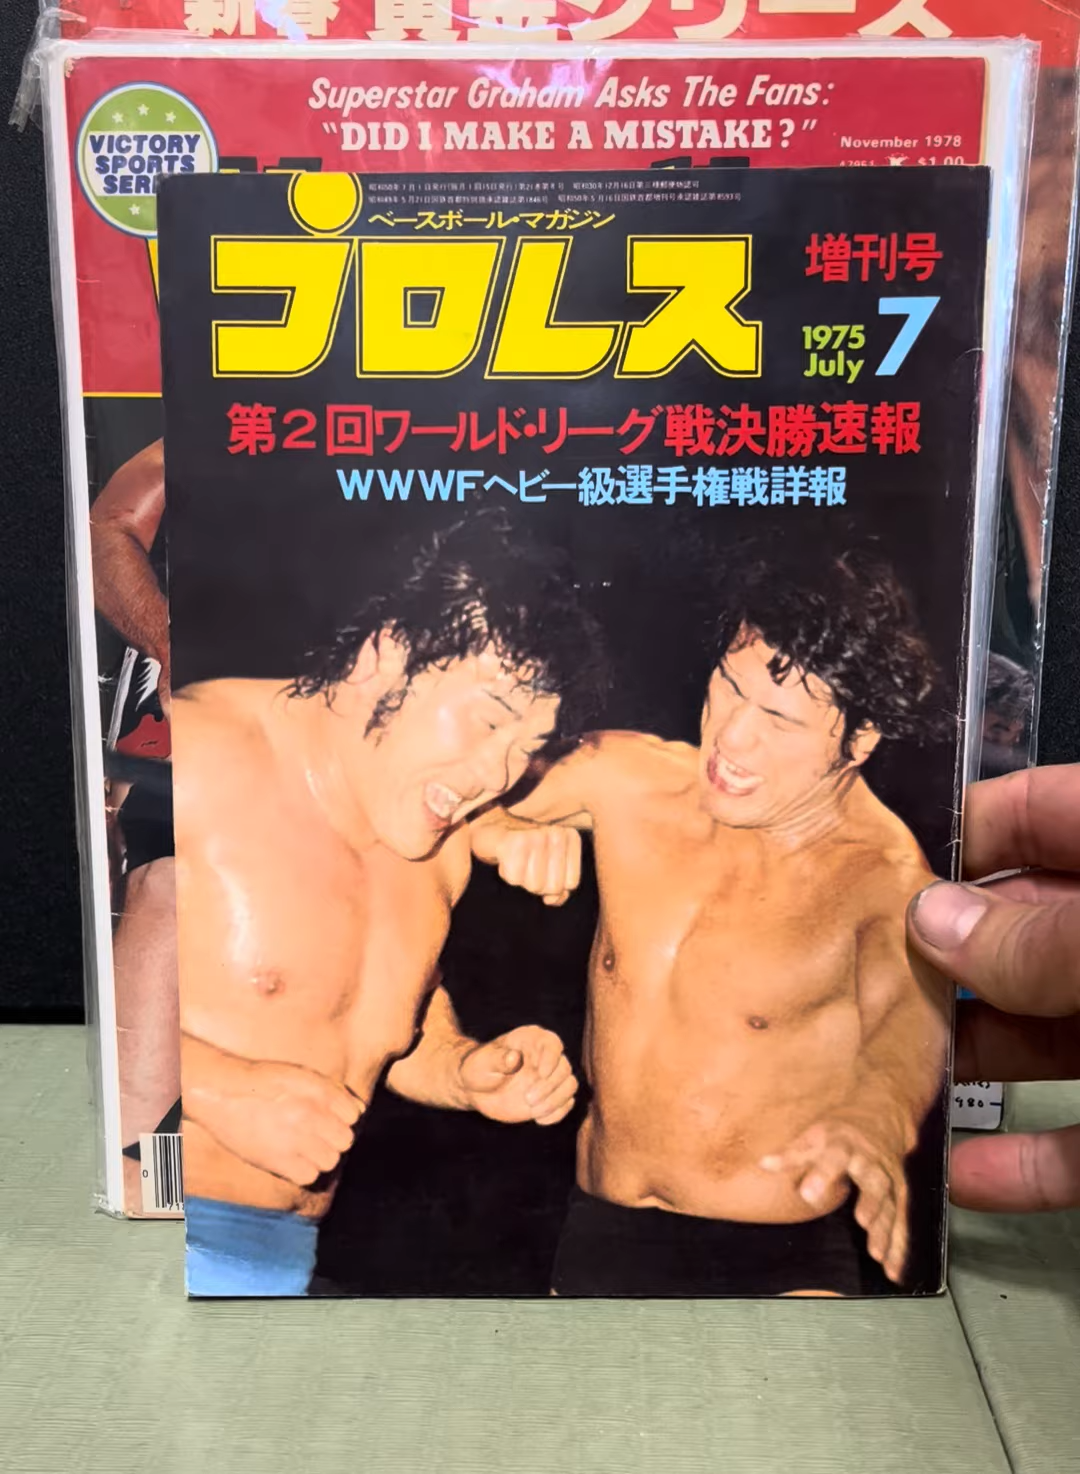 新春黄金シリーズ
Superstar Graham Asks The Fans:
"DID I MAKE A MISTAKE?"
VICTORY
SPORTS
SERI
November 1978
$1.00
ベースボール・マガジン
プロレス
増刊号
1975
July 7
第2回ワールド・リーグ戦決勝速報
WWWFヘビー級選手権戦詳報
980
0